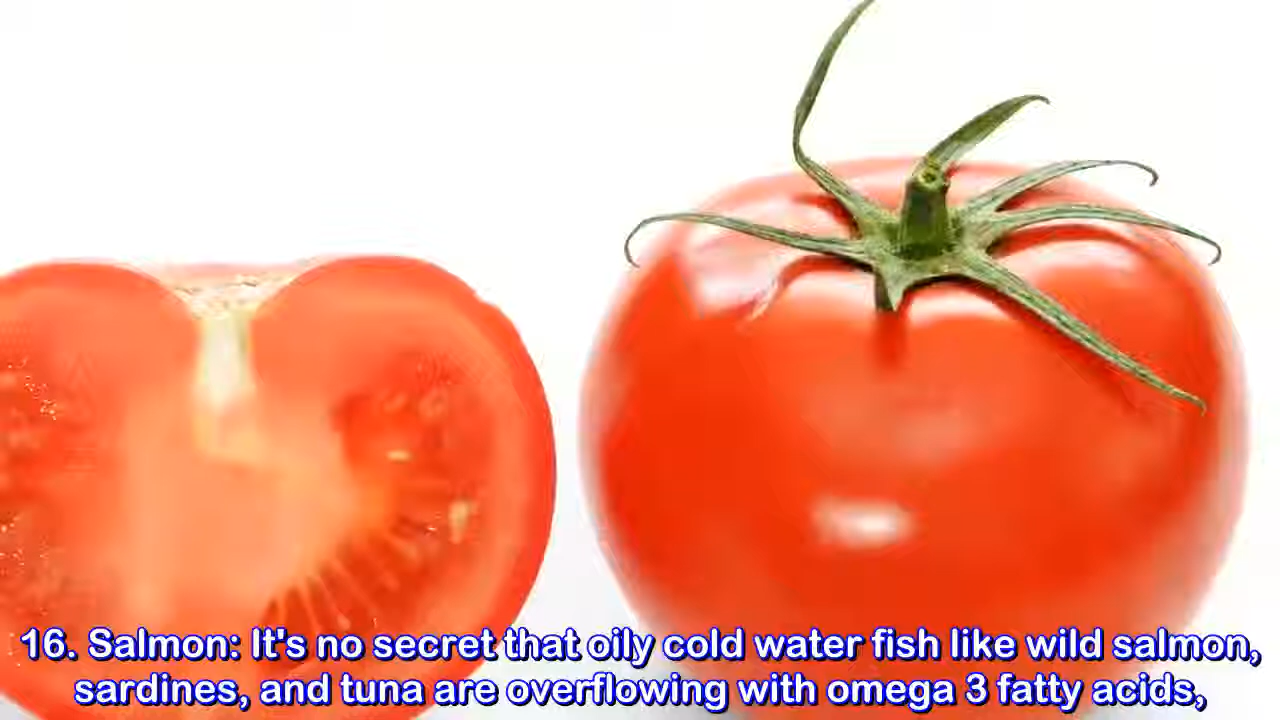 16. Salmon: It's no secret that oily cold water fish like wild salmon,
sardines, and tuna are overflowing with omega 3 fatty acids,